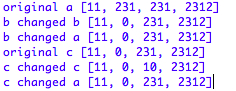 original a [11, 231, 231, 2312]
b changed b [11, 0, 231, 2312]
b changed a [11, 0, 231, 2312]
original c [11, 0, 231, 2312]
c changed c [11, 0, 10, 2312]
c changed a [11, 0, 231, 2312]